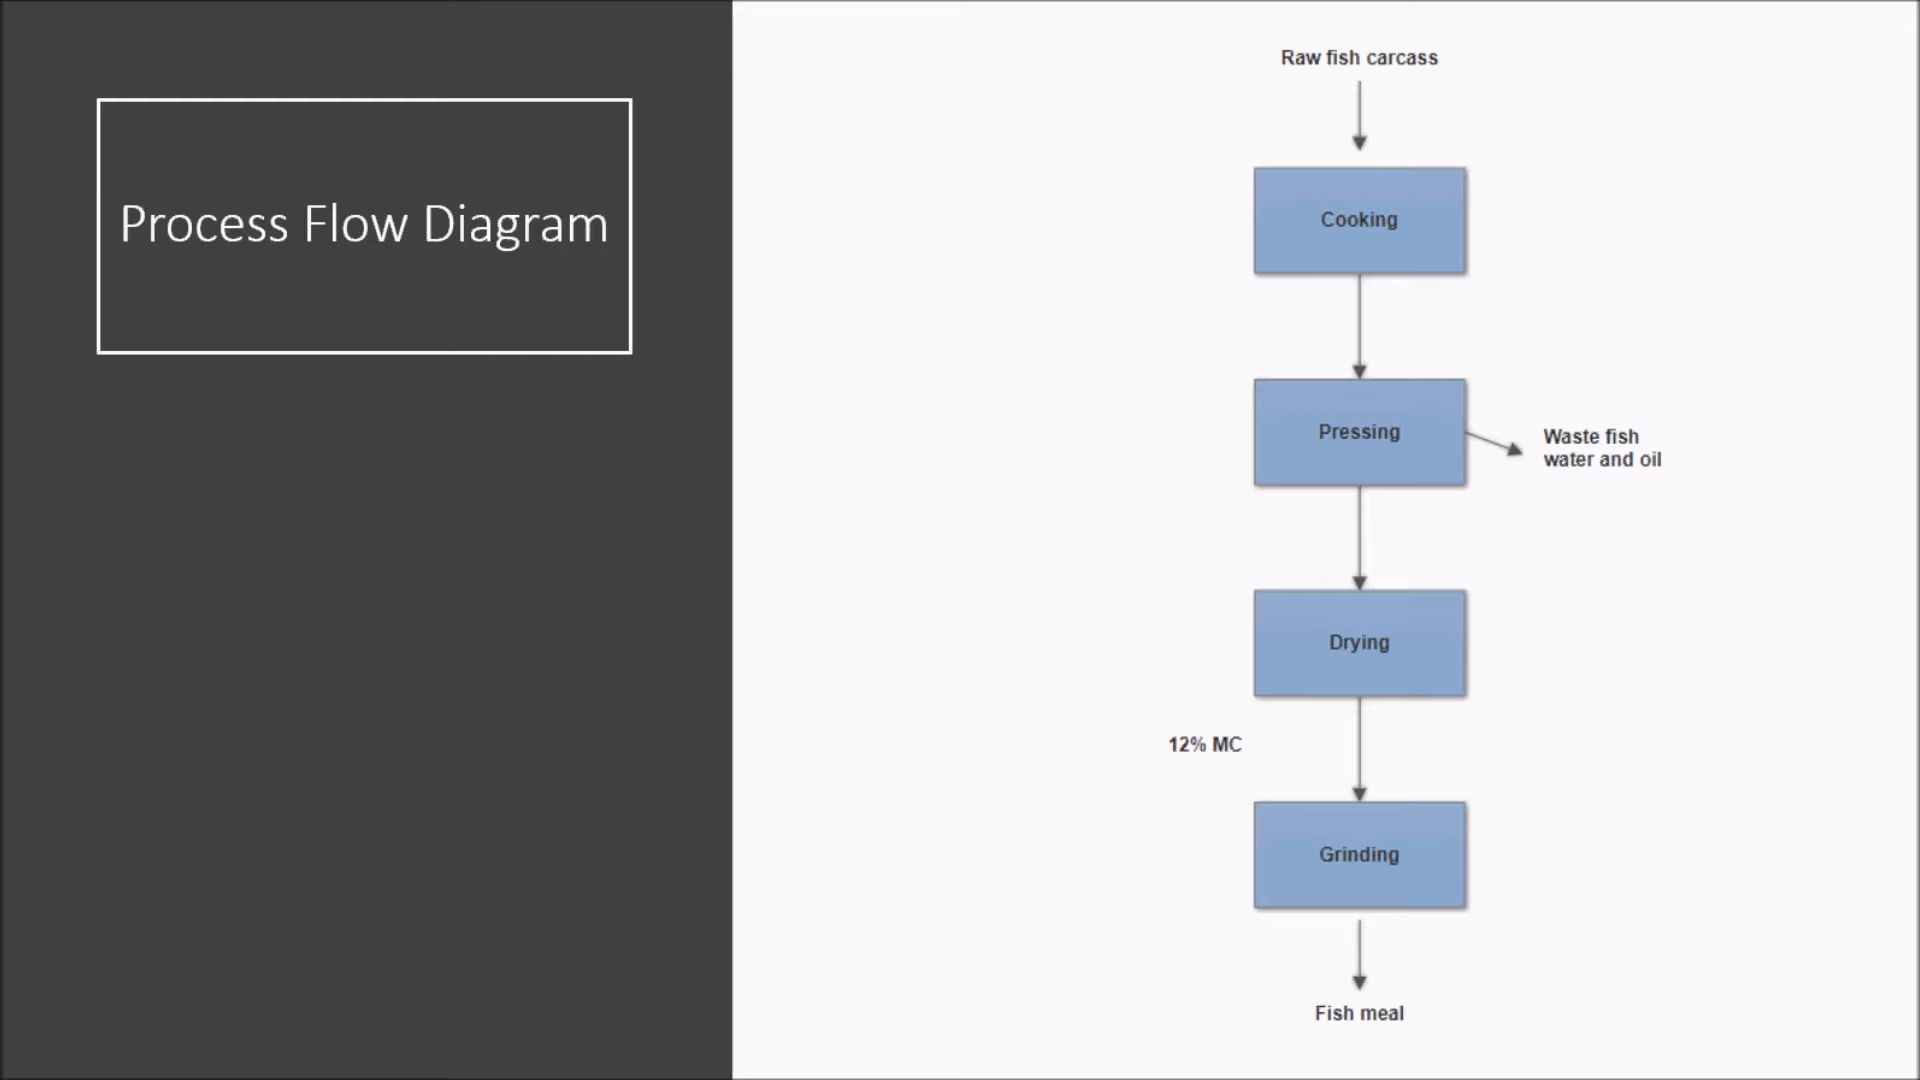 Process Flow Diagram
Raw fish carcass
Cooking
Pressing
Waste fish
water and oil
Drying
12% MC
Grinding
Fish meal